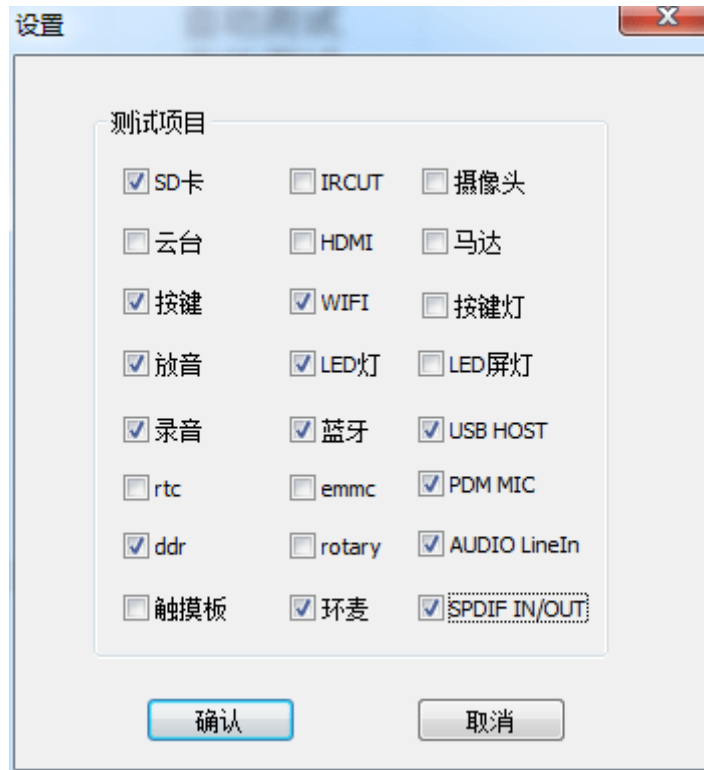 设置
测试项目
SD卡 IRCUT 摄像头
云台 HDMI 马达
按键 WIFI 按键灯
放音 LED灯 LED屏灯
录音 蓝牙 USB HOST
rtc emmc PDM MIC
ddr rotary AUDIO LineIn
触摸板 环麦 SPDIF IN/OUT
确认 取消